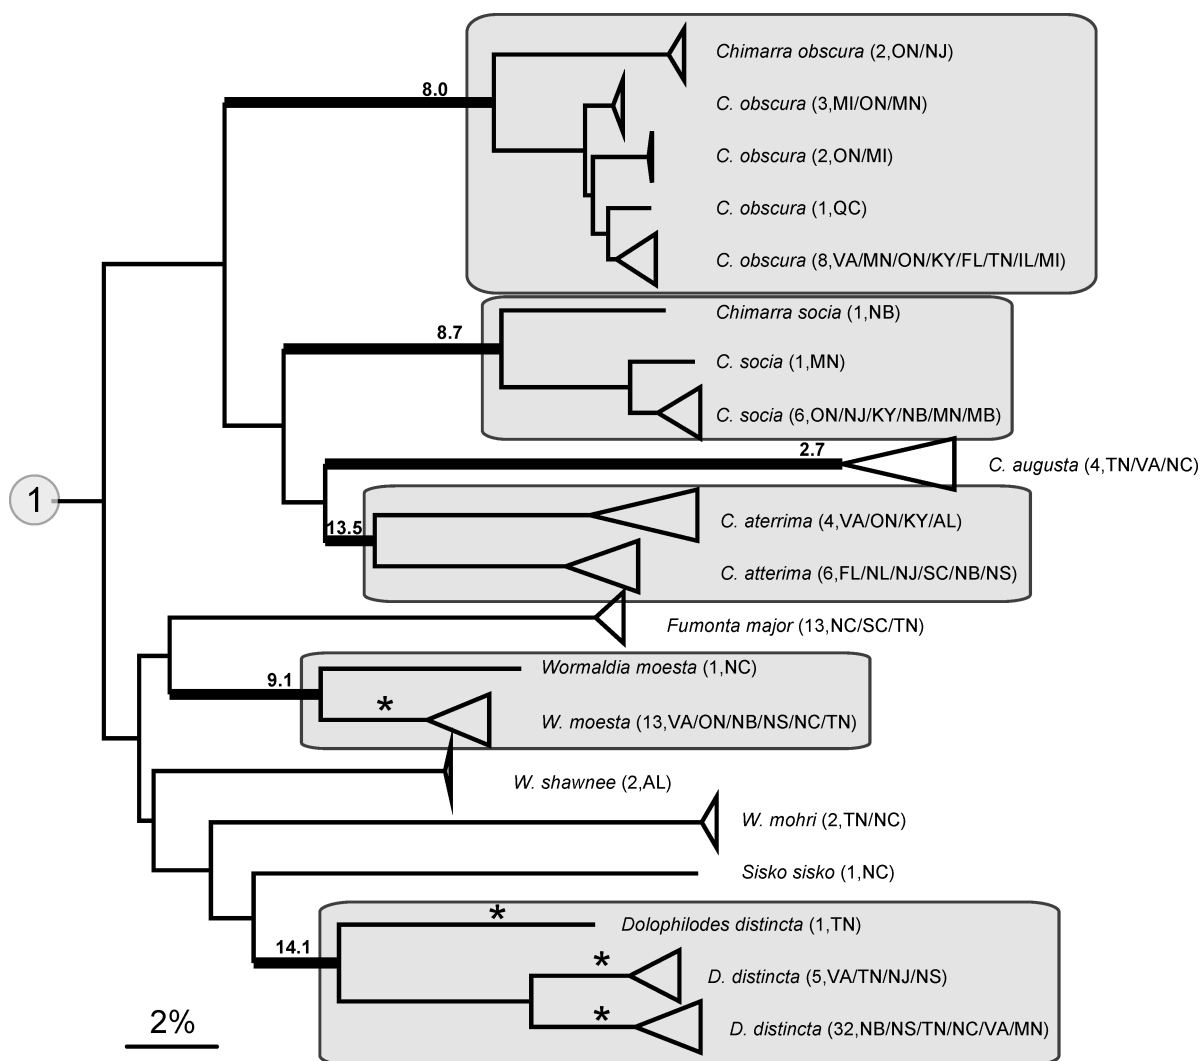 8.0
Chimarra obscura (2,ON/NJ)
C. obscura (3,MI/ON/MN)
C. obscura (2,ON/MI)
C. obscura (1,QC)
C. obscura (8,VA/MN/ON/KY/FL/TN/IL/MI)
Chimarra socia (1,NB)
8.7
C. socia (1,MN)
C. socia (6,ON/NJ/KY/NB/MN/MB)
2.7
C. augusta (4,TN/VA/NC)
1
C. aterrima (4,VA/ON/KY/AL)
13.5
C. atterima (6,FL/NL/NJ/SC/NB/NS)
Fumonta major (13,NC/SC/TN)
Wormaldia moesta (1,NC)
9.1
*
W. moesta (13,VA/ON/NB/NS/NC/TN)
W. shawnee (2,AL)
W. mohri (2,TN/NC)
Sisko sisko (1,NC)
*
Dolophilodes distincta (1,TN)
14.1
*
D. distincta (5,VA/TN/NJ/NS)
*
D. distincta (32,NB/NS/TN/NC/VA/MN)
2%